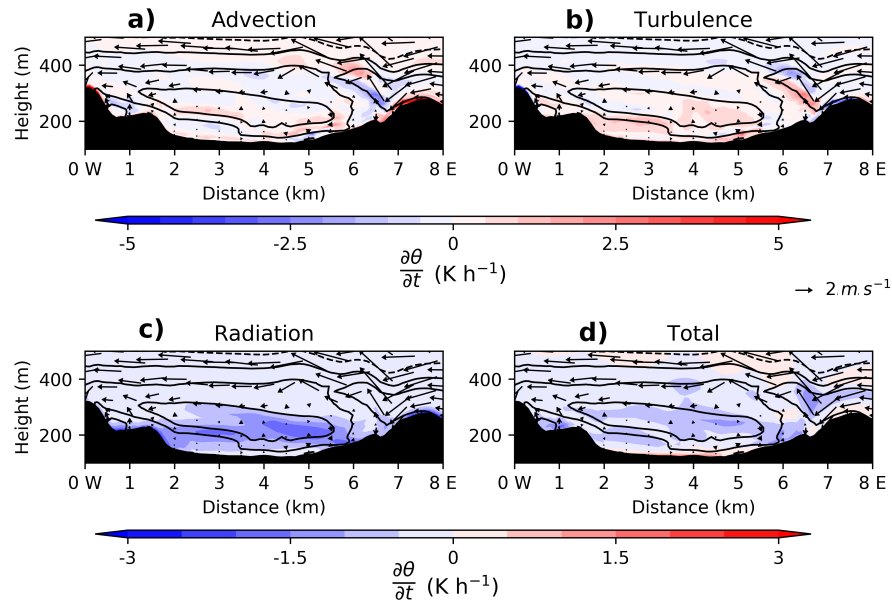 a) Advection
b) Turbulence
Height (m)
400
200
0 W 1 2 3 4 5 6 7 8 E
Distance (km)
400
200
0 W 1 2 3 4 5 6 7 8 E
Distance (km)
-5 -2.5 0 2.5 5
∂θ/∂t (K h⁻¹)
2 m s⁻¹
c) Radiation
d) Total
Height (m)
400
200
0 W 1 2 3 4 5 6 7 8 E
Distance (km)
400
200
0 W 1 2 3 4 5 6 7 8 E
Distance (km)
-3 -1.5 0 1.5 3
∂θ/∂t (K h⁻¹)